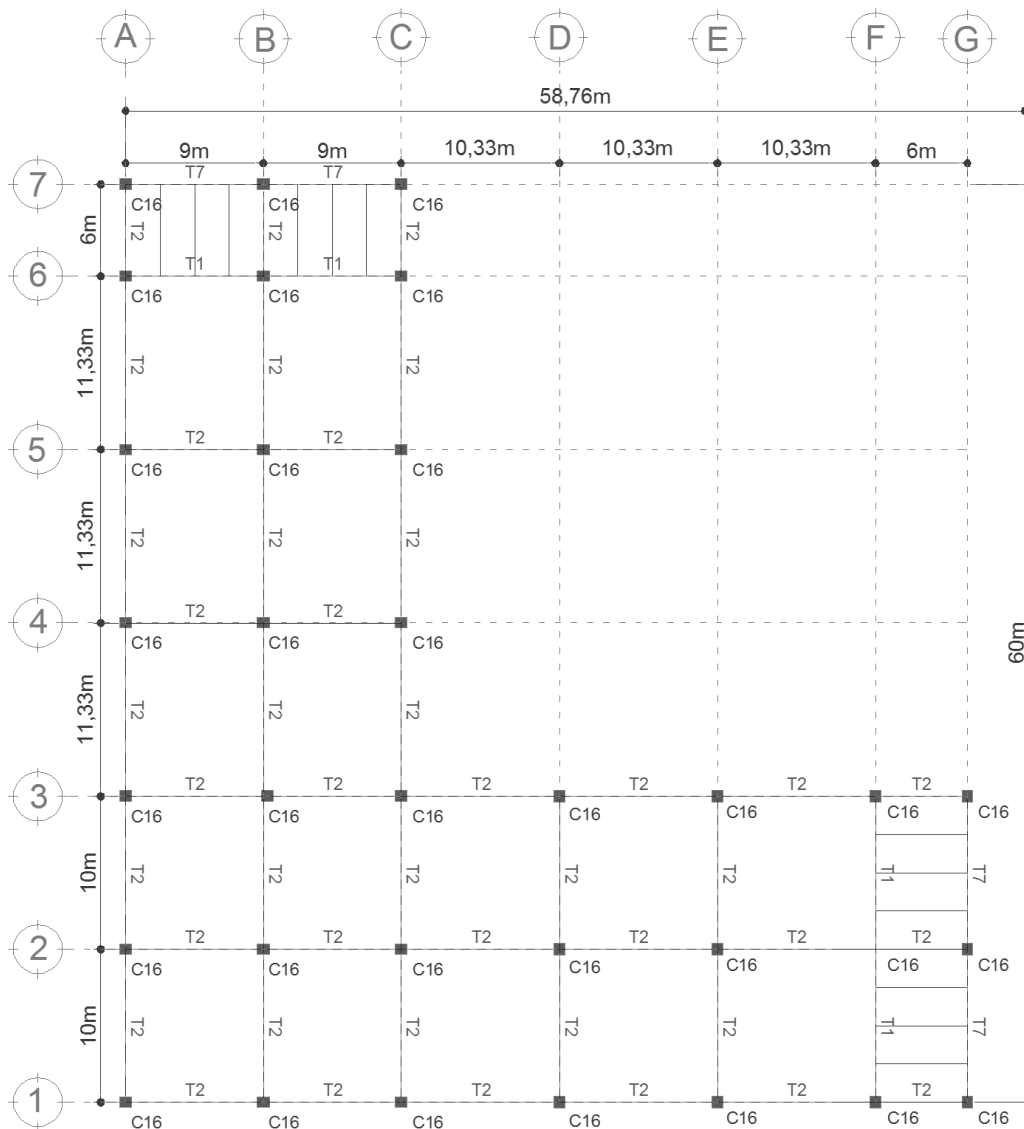 A B C D E F G
58,76m
9m 9m 10,33m 10,33m 10,33m 6m
7 T7 T7
C16 C16 C16
6m T2 T2 T2
T1 T1
6
C16 C16 C16
11,33m T2 T2 T2
T2 T2
5
C16 C16 C16
11,33m T2 T2 T2
T2 T2
4
C16 C16 C16
60m
11,33m T2 T2 T2
T2 T2 T2 T2 T2 T2
3
C16 C16 C16 C16 C16 C16 C16
10m T2 T2 T2 T2 T2 T1 T7
T2 T2 T2 T2 T2 T2
2
C16 C16 C16 C16 C16 C16 C16
10m T2 T2 T2 T2 T2 T1 T7
T2 T2 T2 T2 T2 T2
1
C16 C16 C16 C16 C16 C16 C16